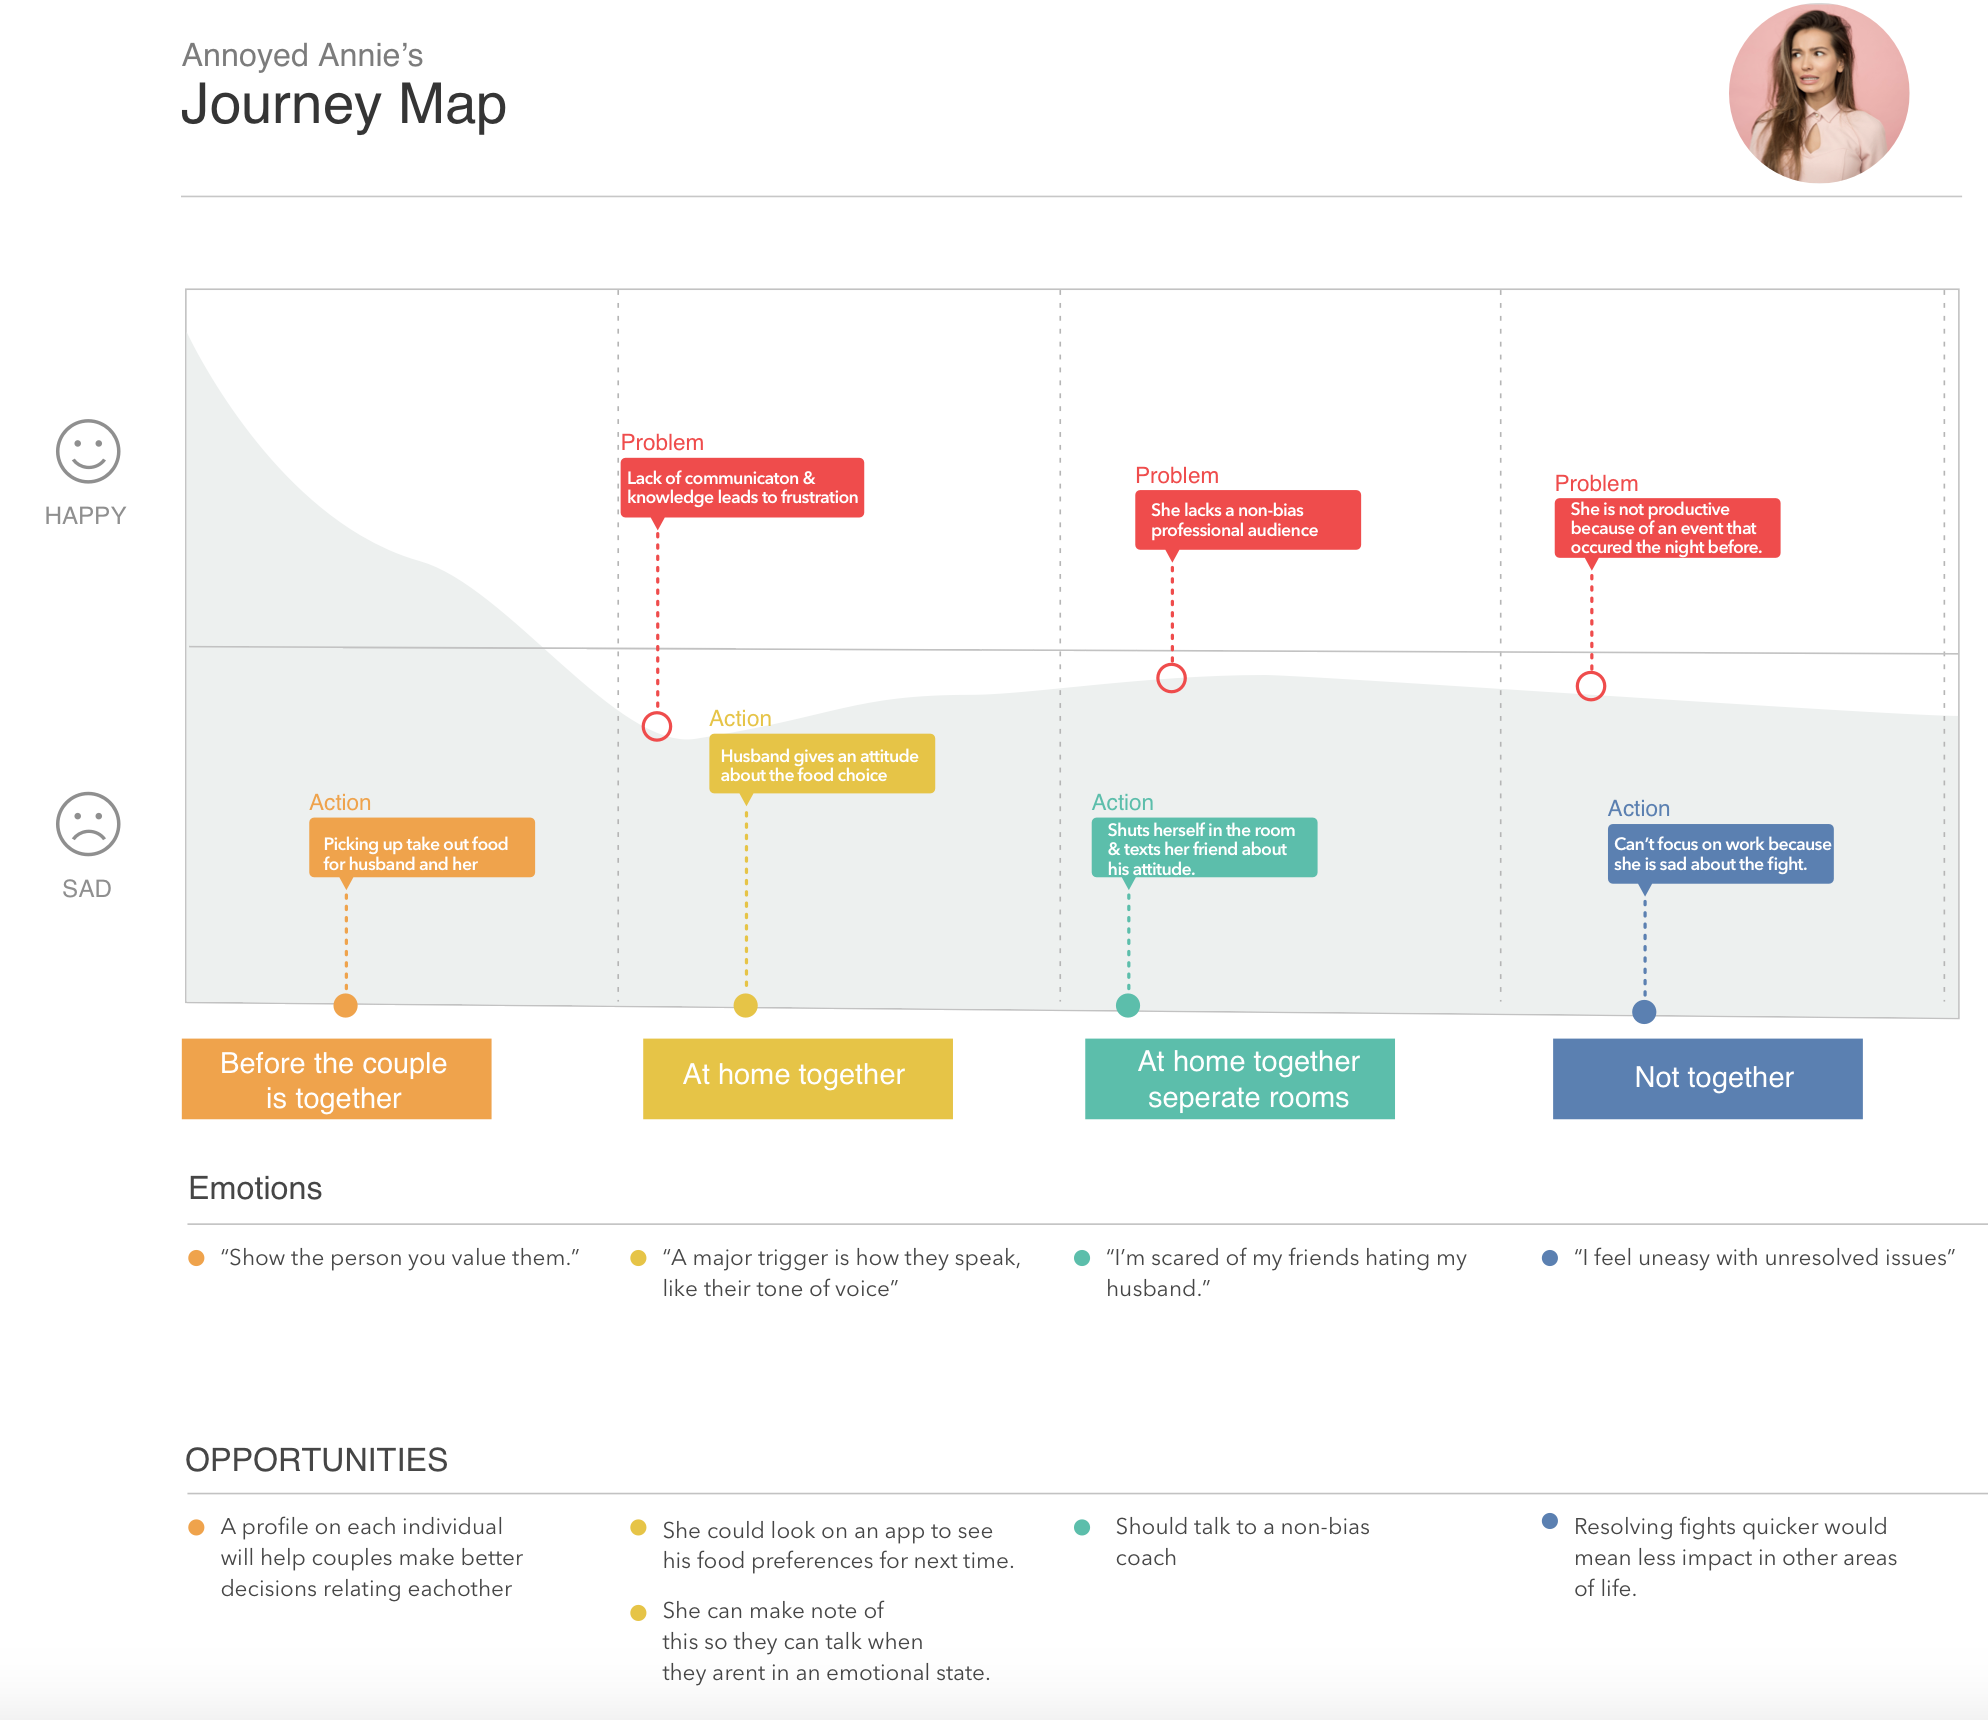 Annoyed Annie’s
Journey Map
HAPPY
SAD
Problem
Lack of communicaton &
knowledge leads to frustration
Problem
She lacks a non-bias
professional audience
Problem
She is not productive
because of an event that
occured the night before.
Action
Picking up take out food
for husband and her
Action
Husband gives an attitude
about the food choice
Action
Shuts herself in the room
& texts her friend about
his attitude.
Action
Can’t focus on work because
she is sad about the fight.
Before the couple
is together
At home together
At home together
seperate rooms
Not together
Emotions
“Show the person you value them.”
“A major trigger is how they speak,
like their tone of voice”
“I’m scared of my friends hating my
husband.”
“I feel uneasy with unresolved issues”
OPPORTUNITIES
A profile on each individual
will help couples make better
decisions relating eachother
She could look on an app to see
his food preferences for next time.
She can make note of
this so they can talk when
they arent in an emotional state.
Should talk to a non-bias
coach
Resolving fights quicker would
mean less impact in other areas
of life.